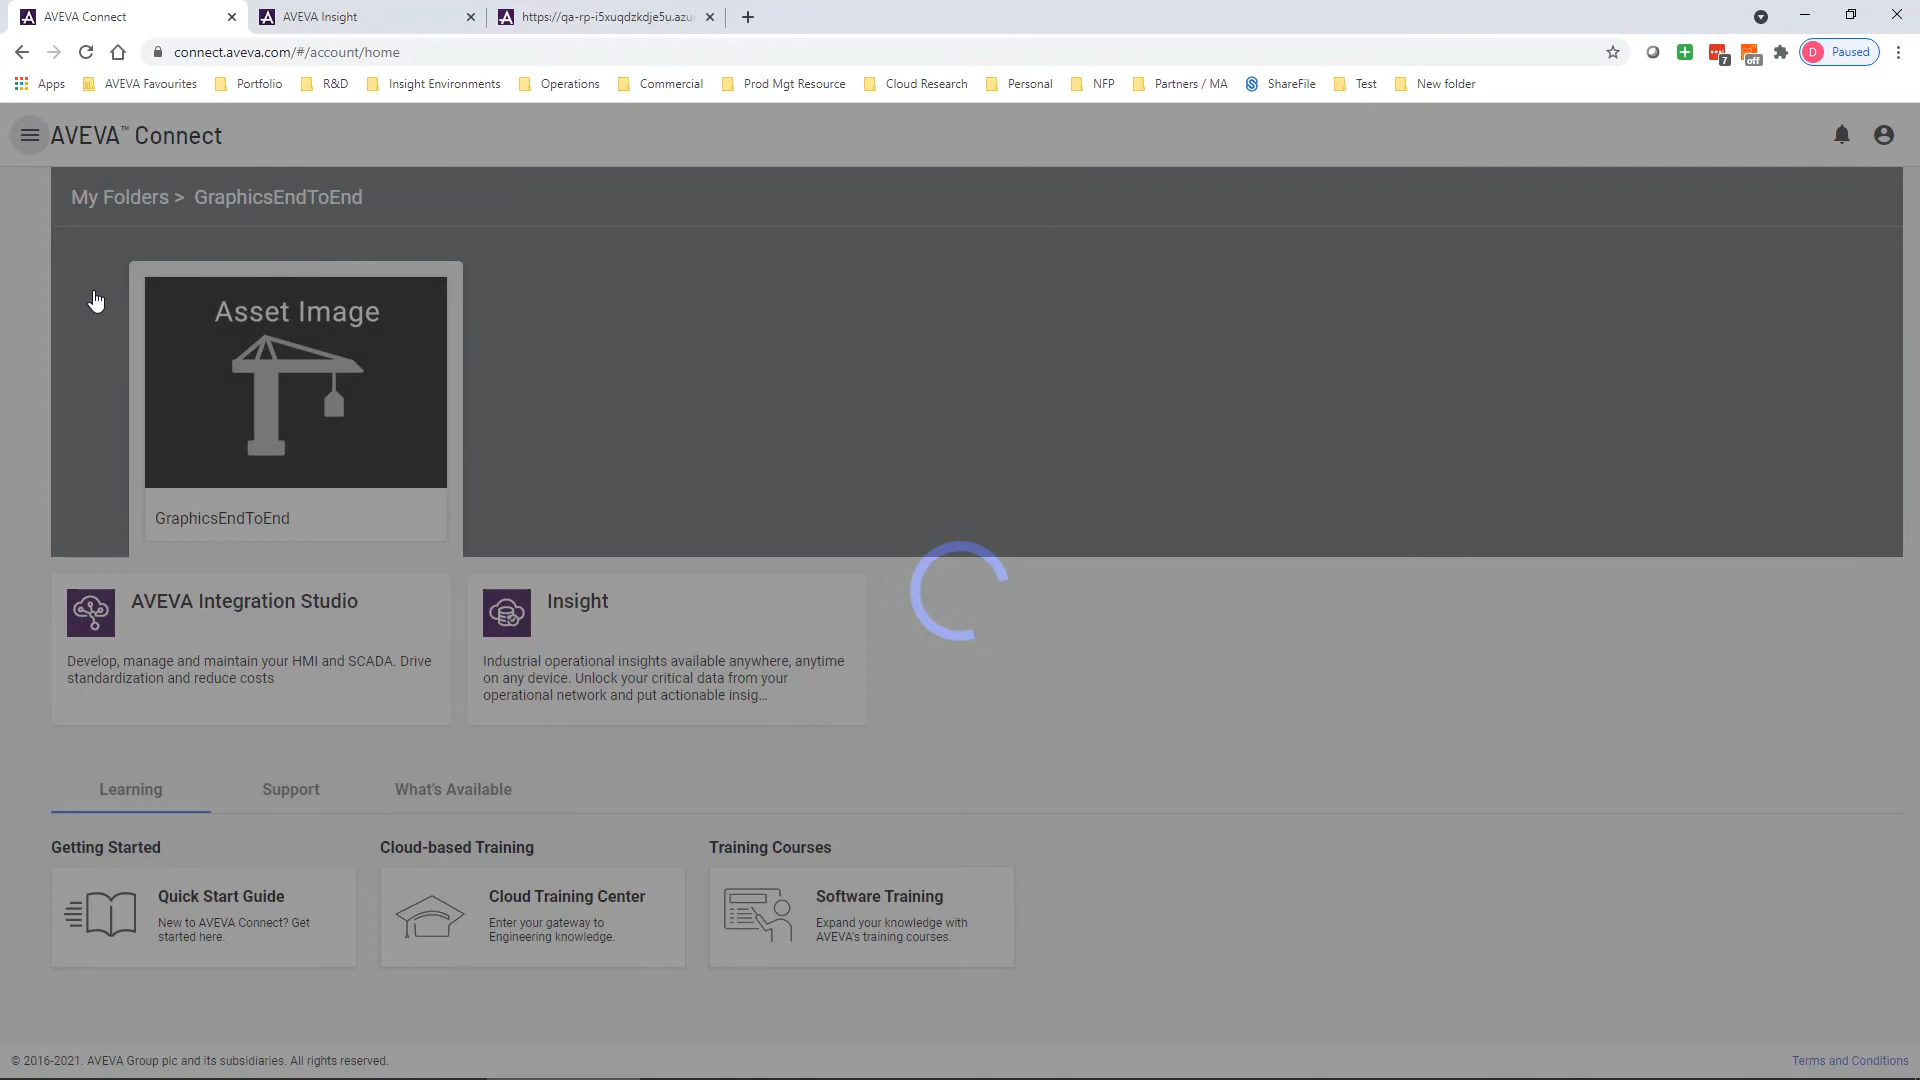 AVEVA Connect
AVEVA Insight
https://qa-rp-i5xuqdzkdje5u.azu
connect.aveva.com/#/account/home
7
off
D Paused
Apps
AVEVA Favourites
Portfolio
R&D
Insight Environments
Operations
Commercial
Prod Mgt Resource
Cloud Research
Personal
NFP
Partners / MA
ShareFile
Test
New folder
AVEVA™ Connect
My Folders > GraphicsEndToEnd
Asset Image
GraphicsEndToEnd
AVEVA Integration Studio
Develop, manage and maintain your HMI and SCADA. Drive
standardization and reduce costs
Insight
Industrial operational insights available anywhere, anytime
on any device. Unlock your critical data from your
operational network and put actionable insig...
Learning
Support
What's Available
Getting Started
Quick Start Guide
New to AVEVA Connect? Get
started here.
Cloud-based Training
Cloud Training Center
Enter your gateway to
Engineering knowledge.
Training Courses
Software Training
Expand your knowledge with
AVEVA's training courses.
© 2016-2021. AVEVA Group plc and its subsidiaries. All rights reserved.
Terms and Conditions